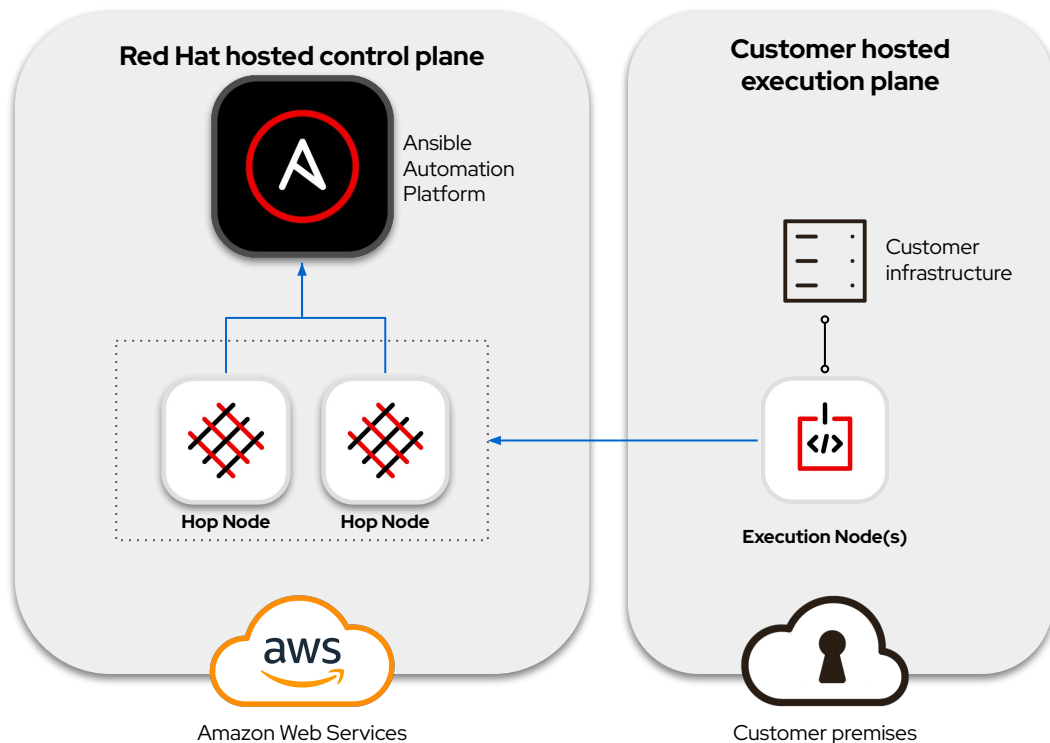 Red Hat hosted control plane
Ansible
Automation
Platform
Hop Node
Hop Node
aws
Amazon Web Services
Customer hosted
execution plane
Customer
infrastructure
</>
Execution Node(s)
Customer premises